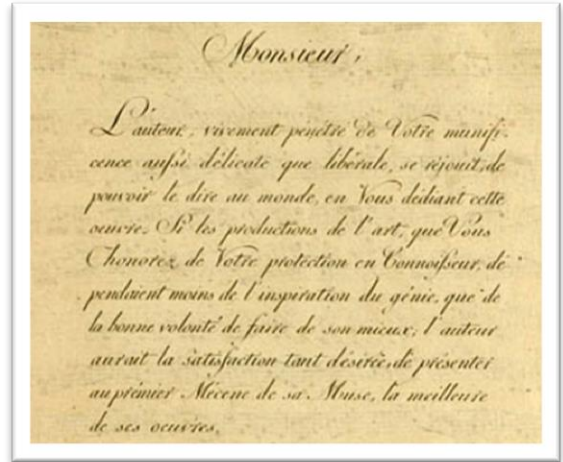 Monsieur,
L'auteur, vivement penétré de Votre munifi-
cence aussi délicate que libérale, se réjouit, de
pouvoir le dire au monde, en Vous dédiant cette
oeuvre. Si les productions de l'art, que Vous
honorez de Votre protection en Connoisseur, dé
pendaient moins de l'inspiration du génie, que de
la bonne volonté de faire de son mieux; l'auteur
aurait la satisfaction tant désirée, de présenter
au prémier Mécene de sa Muse, la meilleure
de ses oeuvres.